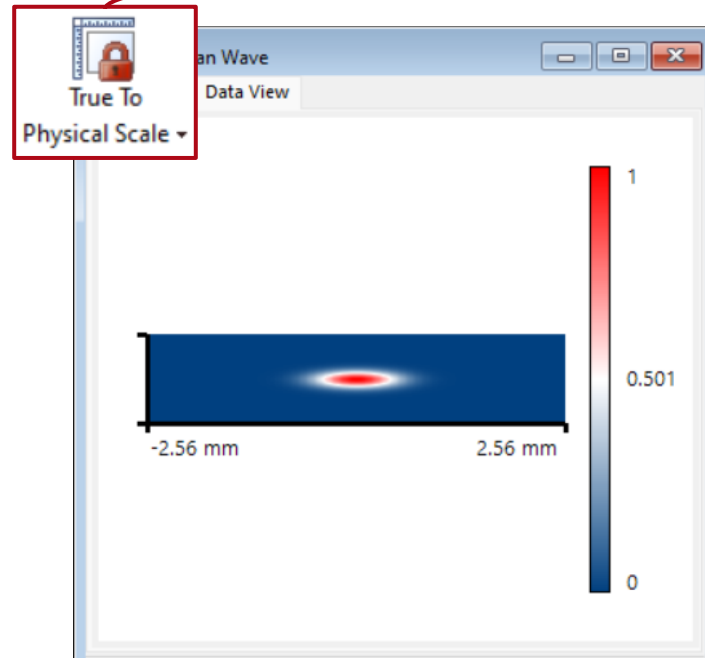 True To
Physical Scale
an Wave
Data View
1
0.501
0
-2.56 mm
2.56 mm